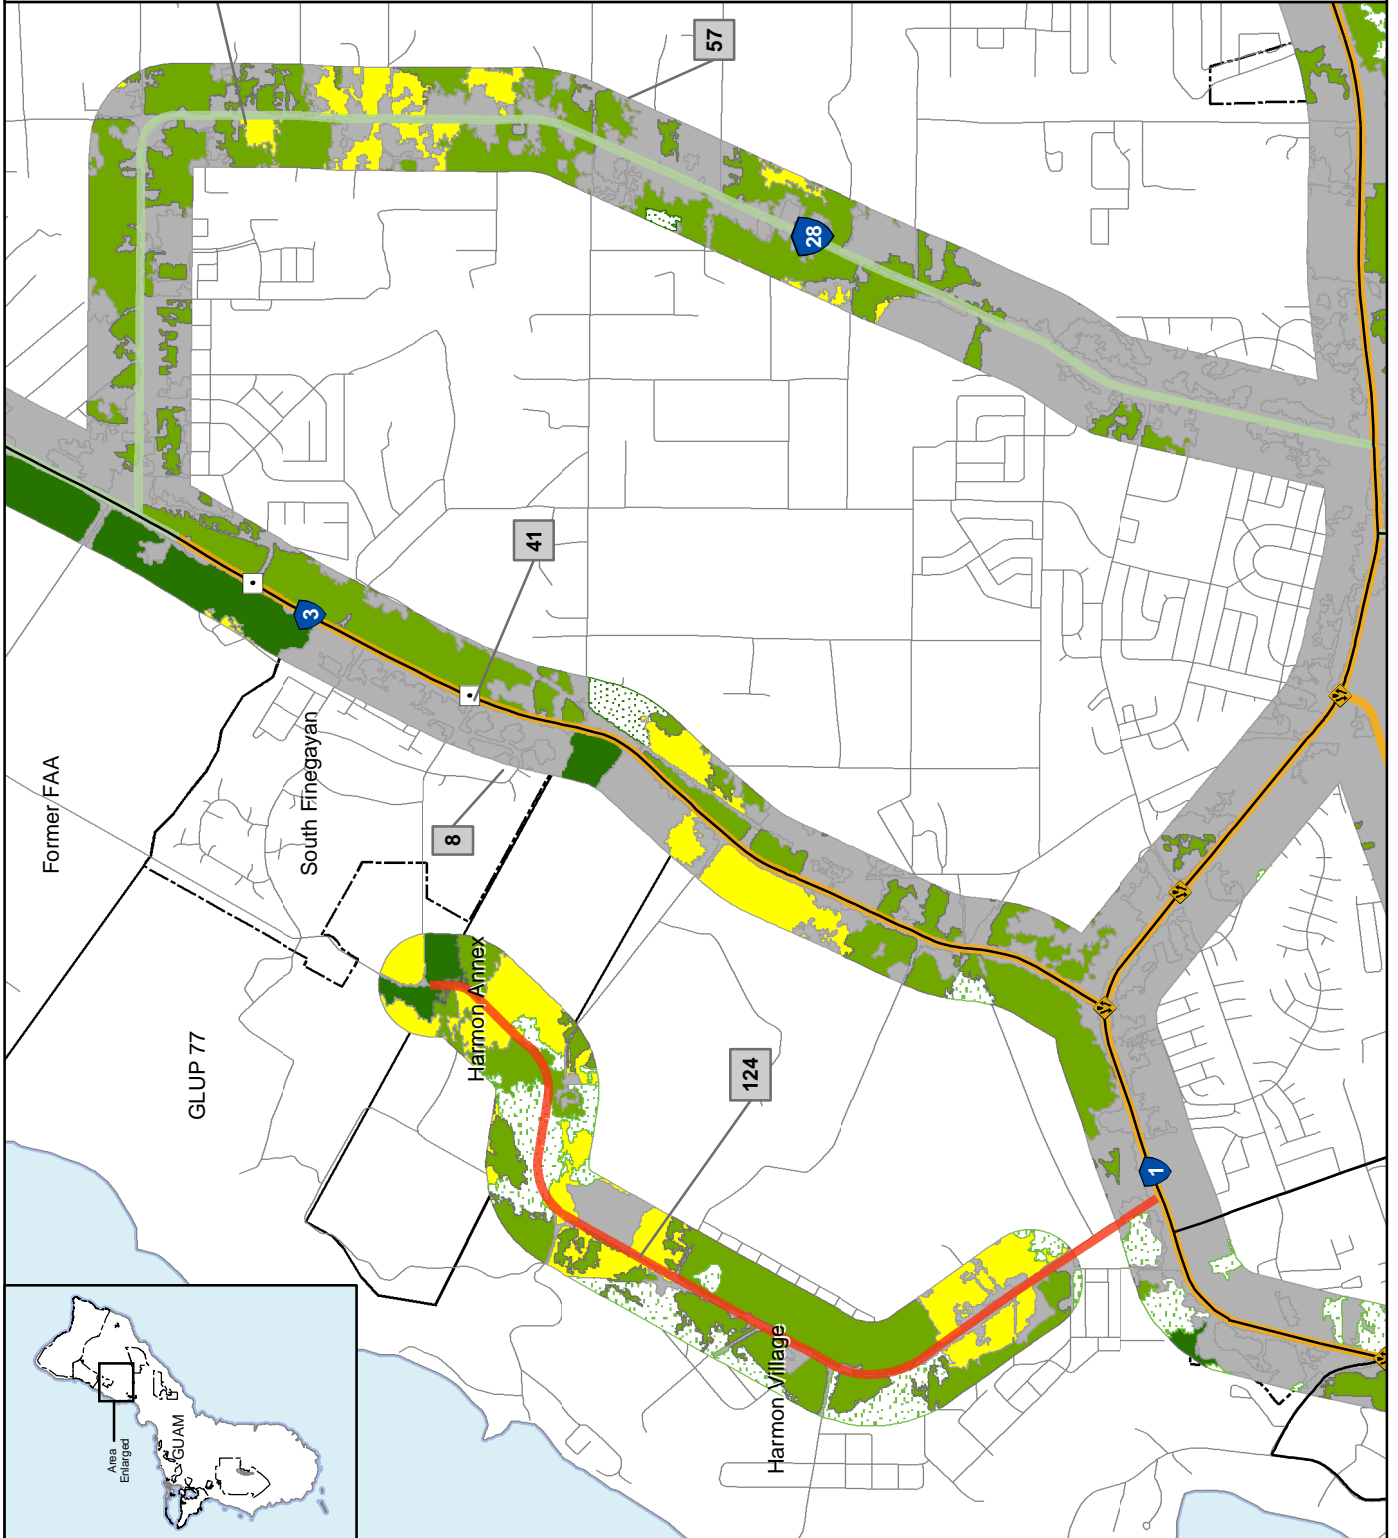 57
28
3
41
Former FAA
South Finegayan
8
Harmon Annex
GLUP 77
124
1
Harmon Village
Area
Enlarged
GUAM